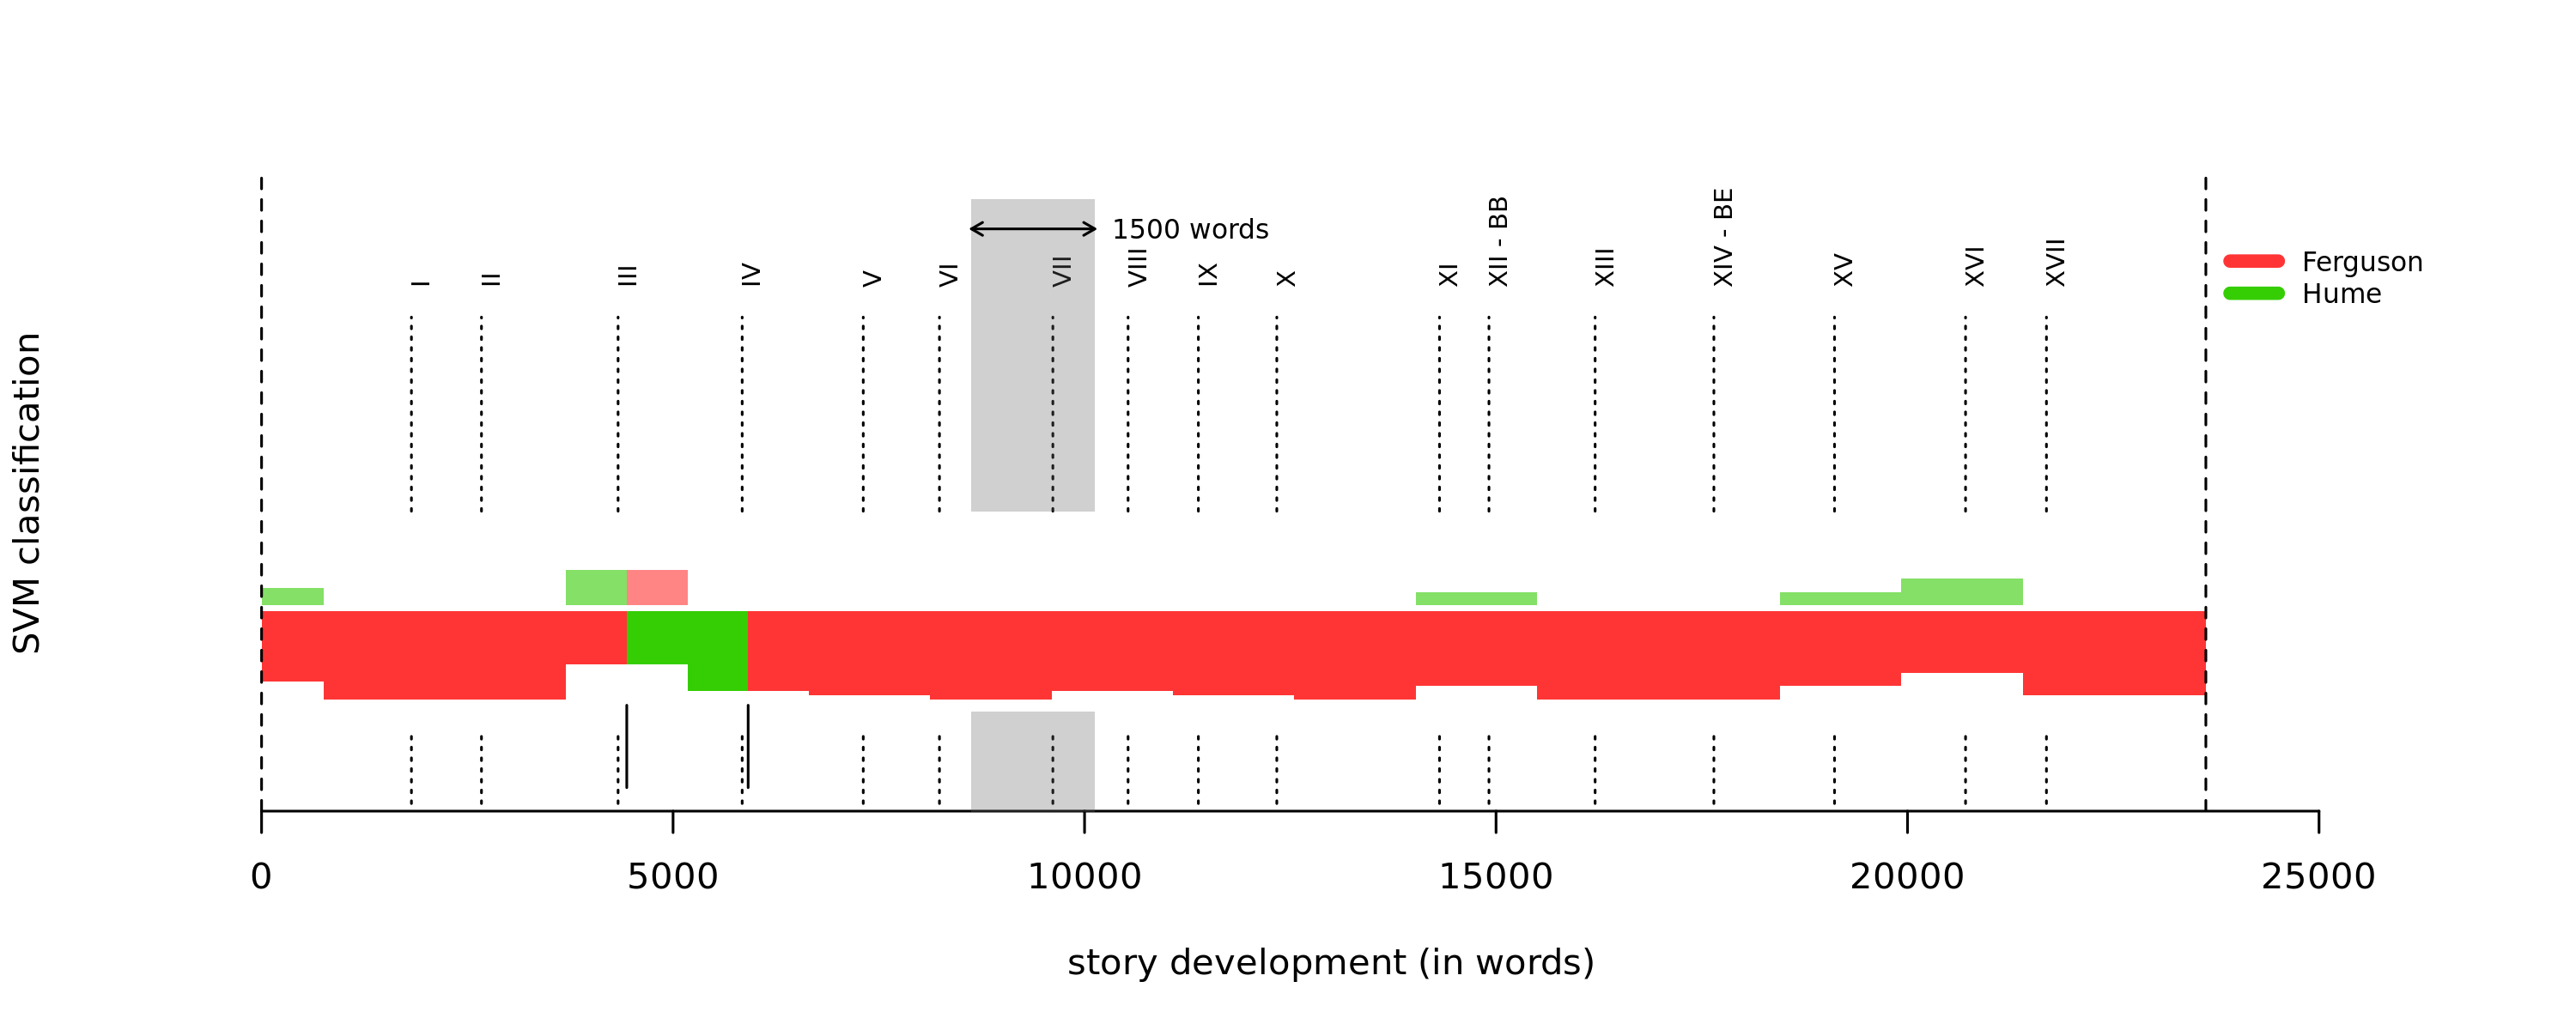 1500 words
I
II
III
IV
V
VI
VII
VIII
IX
X
XI
XII - BB
XIII
XIV - BE
XV
XVI
XVII
Ferguson
Hume
SVM classification
0
5000
10000
15000
20000
25000
story development (in words)